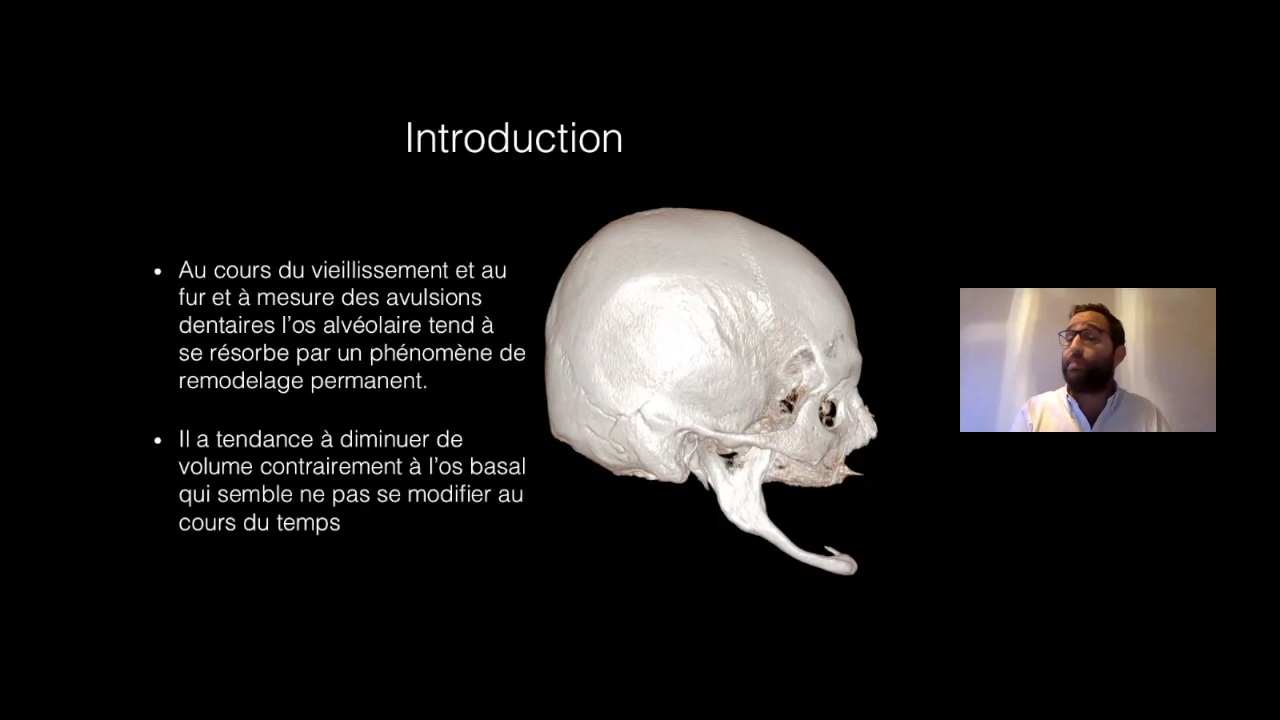 Introduction
• Au cours du vieillissement et au
fur et à mesure des avulsions
dentaires l’os alvéolaire tend à
se résorbe par un phénomène de
remodelage permanent.
• Il a tendance à diminuer de
volume contrairement à l’os basal
qui semble ne pas se modifier au
cours du temps